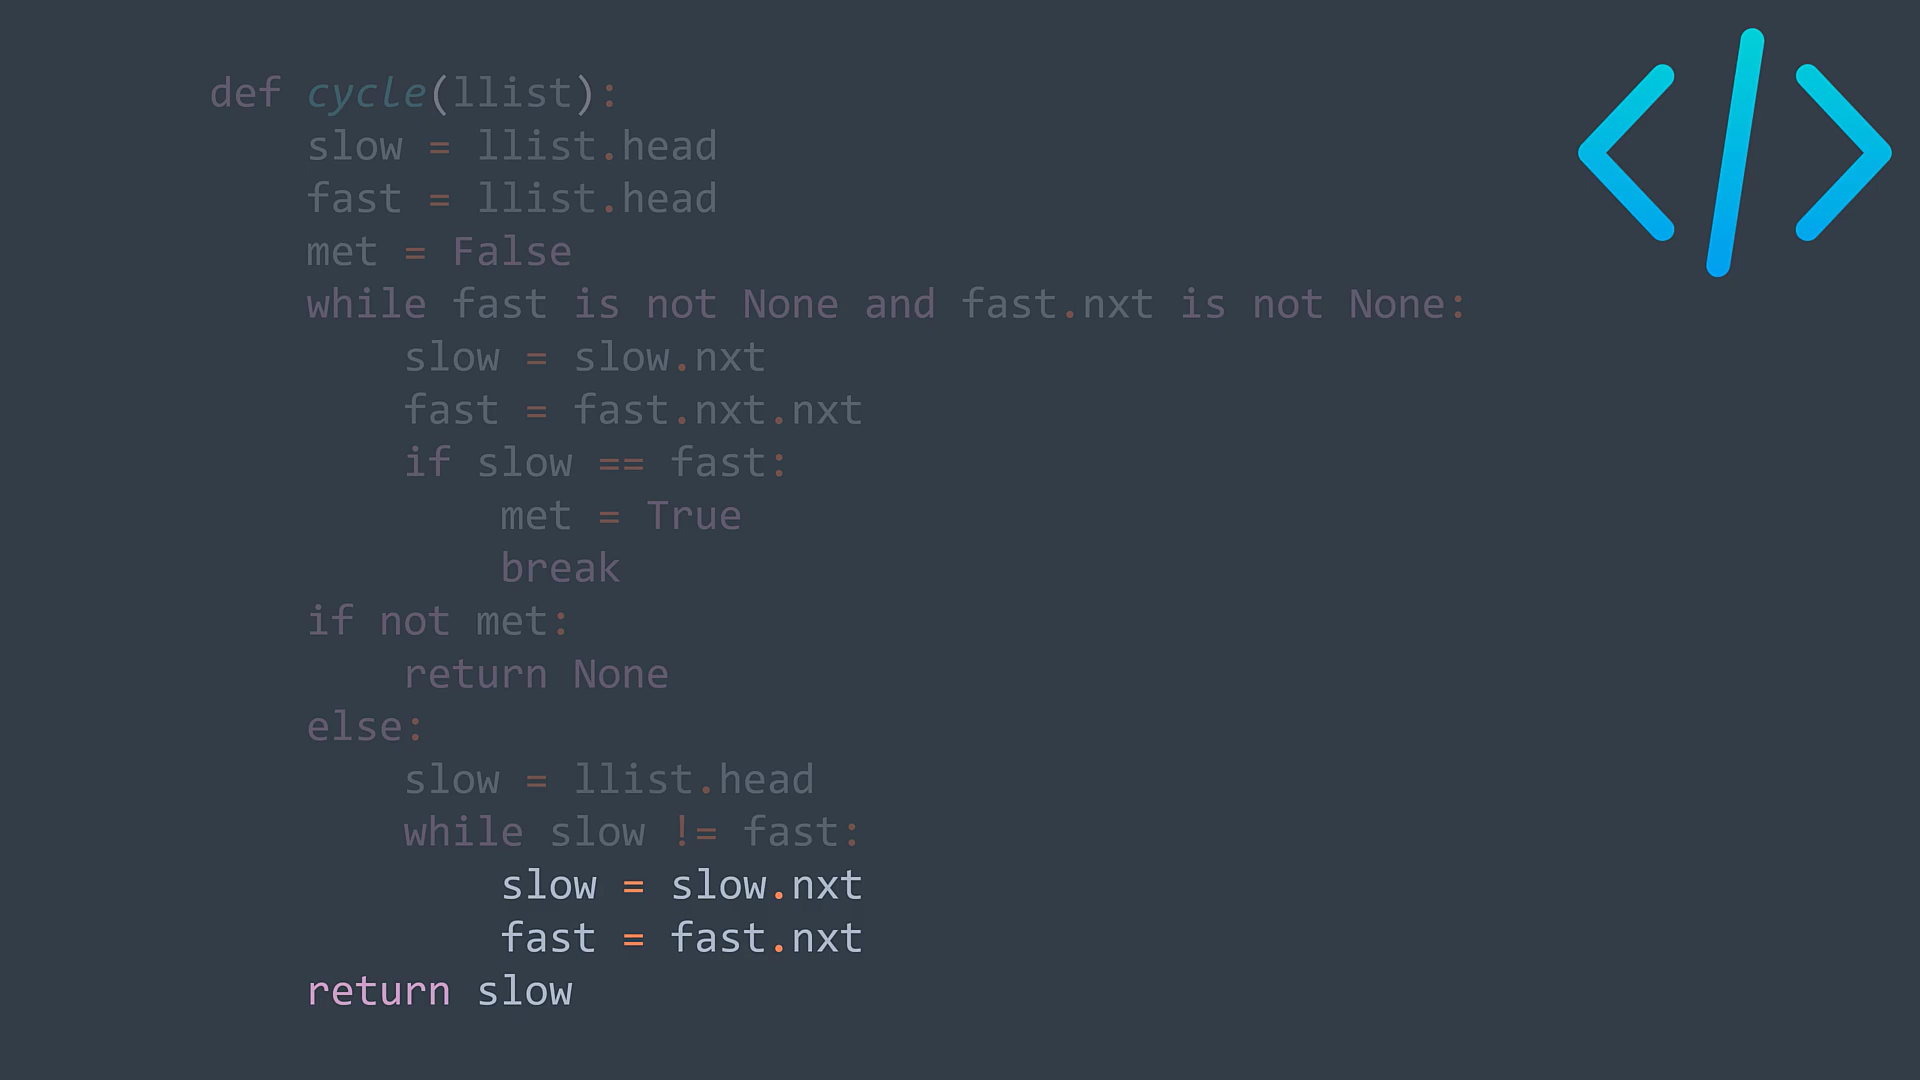 def cycle(llist):
    slow = llist.head
    fast = llist.head
    met = False
    while fast is not None and fast.nxt is not None:
        slow = slow.nxt
        fast = fast.nxt.nxt
        if slow == fast:
            met = True
            break
    if not met:
        return None
    else:
        slow = llist.head
        while slow != fast:
            slow = slow.nxt
            fast = fast.nxt
    return slow